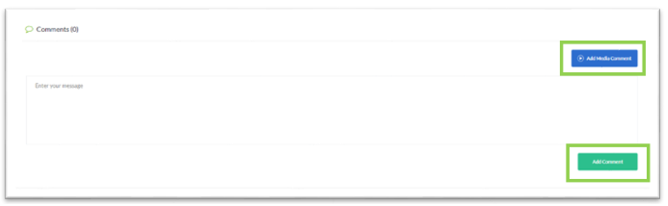 Comments (0)
Add Media Comment
Enter your message
Add Comment